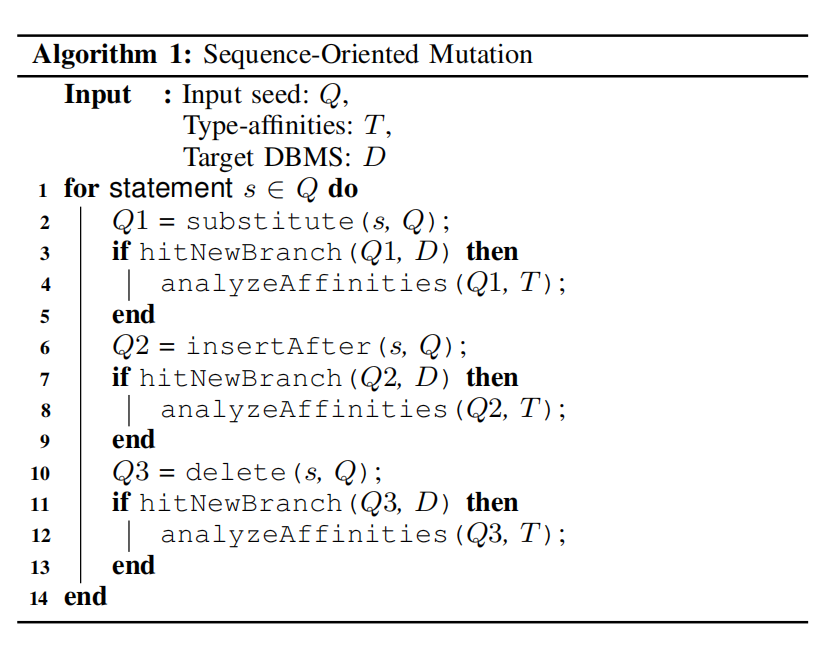 Algorithm 1: Sequence-Oriented Mutation
Input : Input seed: Q,
Type-affinities: T,
Target DBMS: D
1 for statement s ∈ Q do
2 Q1 = substitute(s, Q);
3 if hitNewBranch(Q1, D) then
4 analyzeAffinities(Q1, T);
5 end
6 Q2 = insertAfter(s, Q);
7 if hitNewBranch(Q2, D) then
8 analyzeAffinities(Q2, T);
9 end
10 Q3 = delete(s, Q);
11 if hitNewBranch(Q3, D) then
12 analyzeAffinities(Q3, T);
13 end
14 end